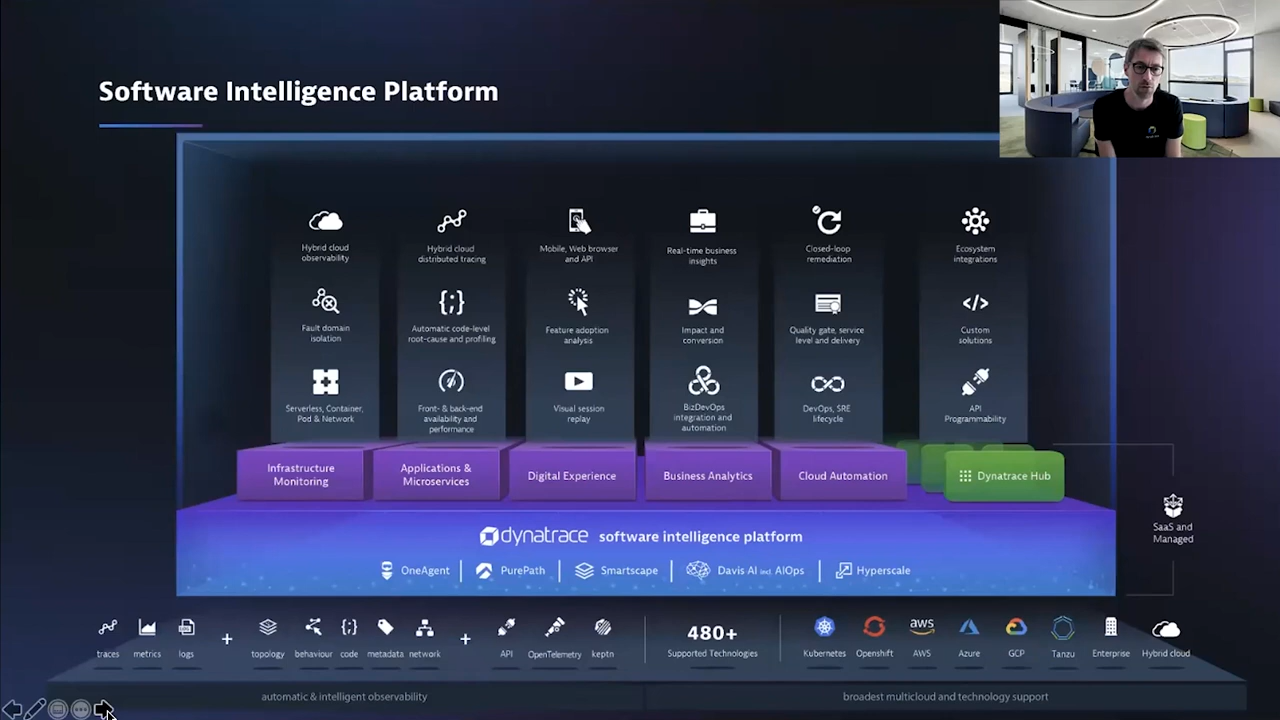 Software Intelligence Platform
Hybrid cloud
observability
Hybrid cloud
distributed tracing
Mobile, Web browser
and API
Real-time business
insights
Closed-loop
remediation
Ecosystem
integrations
Fault domain
isolation
Automatic code-level
root-cause and profiling
Feature adoption
analysis
Impact and
conversion
Quality gate, service
level and delivery
Custom
solutions
Serverless, Container,
Pod & Network
Front- & back-end
availability and
performance
Visual session
replay
BizDevOps
integration and
automation
DevOps, SRE
lifecycle
API
Programmability
Infrastructure
Monitoring
Applications &
Microservices
Digital Experience
Business Analytics
Cloud Automation
Dynatrace Hub
SaaS and
Managed
dynatrace software intelligence platform
OneAgent
PurePath
Smartscape
Davis AI incl. AIOps
Hyperscale
traces
metrics
logs
+
topology
behaviour
code
metadata
network
+
API
OpenTelemetry
keptn
480+
Supported Technologies
Kubernetes
Openshift
aws
AWS
Azure
GCP
Tanzu
Enterprise
Hybrid cloud
automatic & intelligent observability
broadest multicloud and technology support